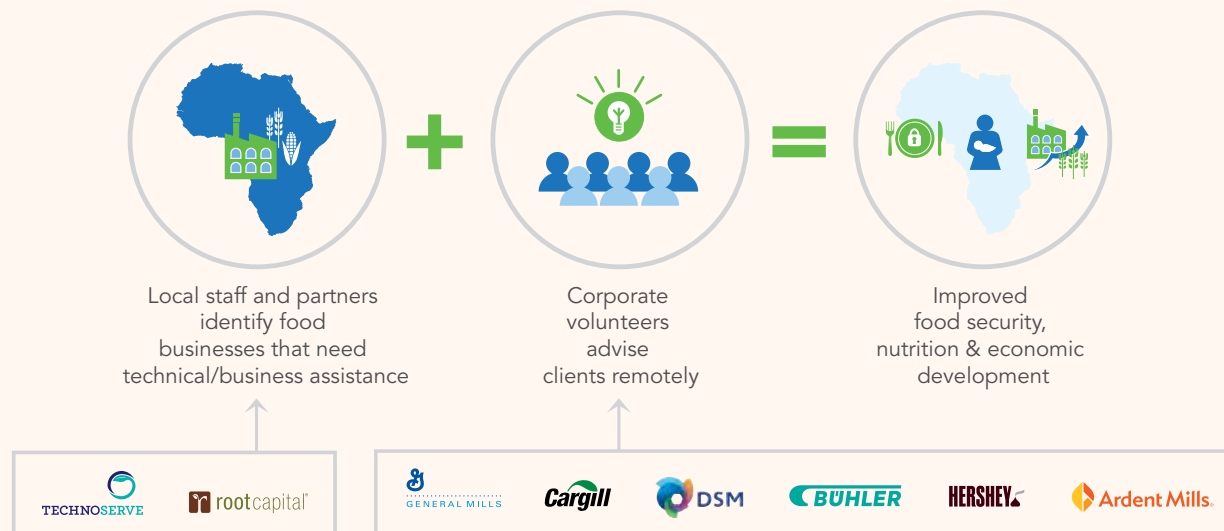 Local staff and partners
identify food
businesses that need
technical/business assistance
Corporate
volunteers
advise
clients remotely
Improved
food security,
nutrition & economic
development
TECHNOSERVE
rootcapital®
G
GENERAL MILLS
Cargill
DSM
BÜHLER
HERSHEY
Ardent Mills®